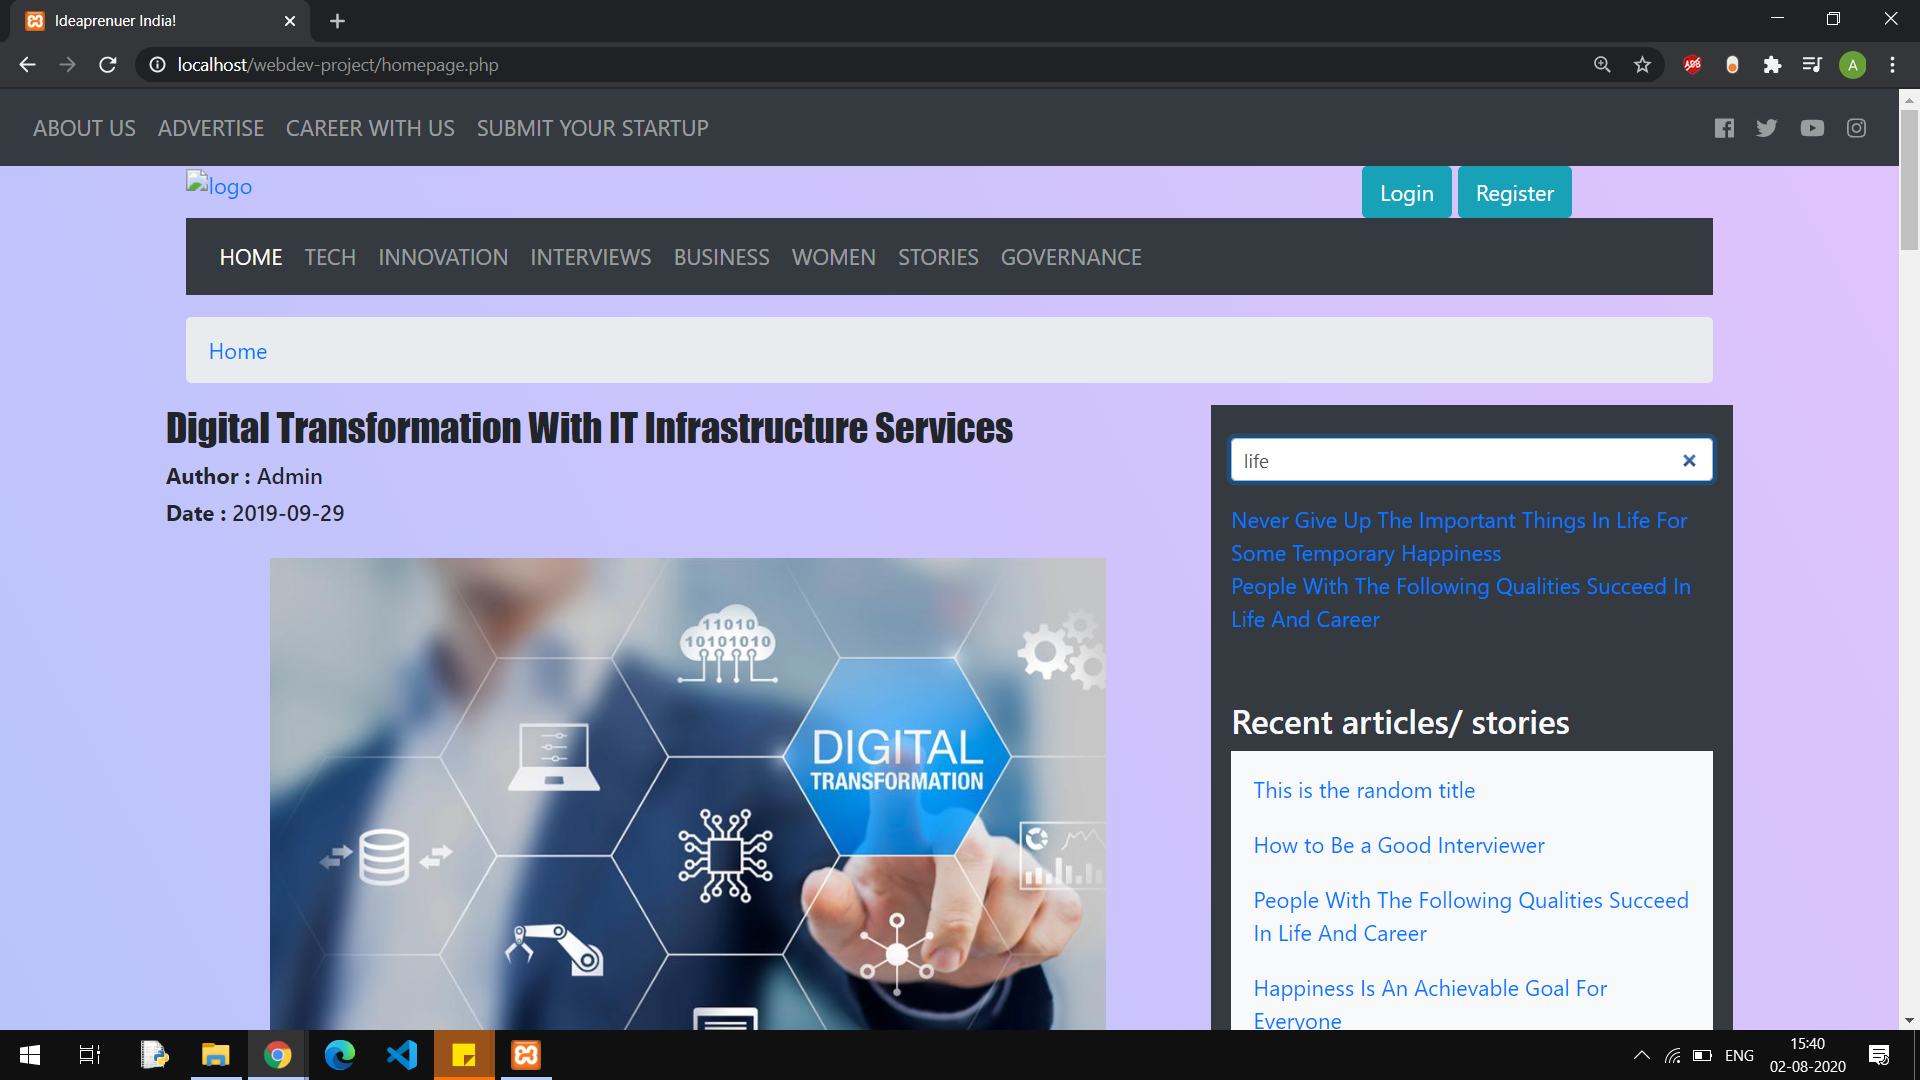 Ideaprenuer India!
localhost/webdev-project/homepage.php
ABP
A
ABOUT US ADVERTISE CAREER WITH US SUBMIT YOUR STARTUP
logo
Login Register
HOME TECH INNOVATION INTERVIEWS BUSINESS WOMEN STORIES GOVERNANCE
Home
Digital Transformation With IT Infrastructure Services
Author : Admin
Date : 2019-09-29
11010
10101010
DIGITAL
TRANSFORMATION
life
Never Give Up The Important Things In Life For
Some Temporary Happiness
People With The Following Qualities Succeed In
Life And Career
Recent articles/ stories
This is the random title
How to Be a Good Interviewer
People With The Following Qualities Succeed
In Life And Career
Happiness Is An Achievable Goal For
Everyone
ENG
15:40
02-08-2020